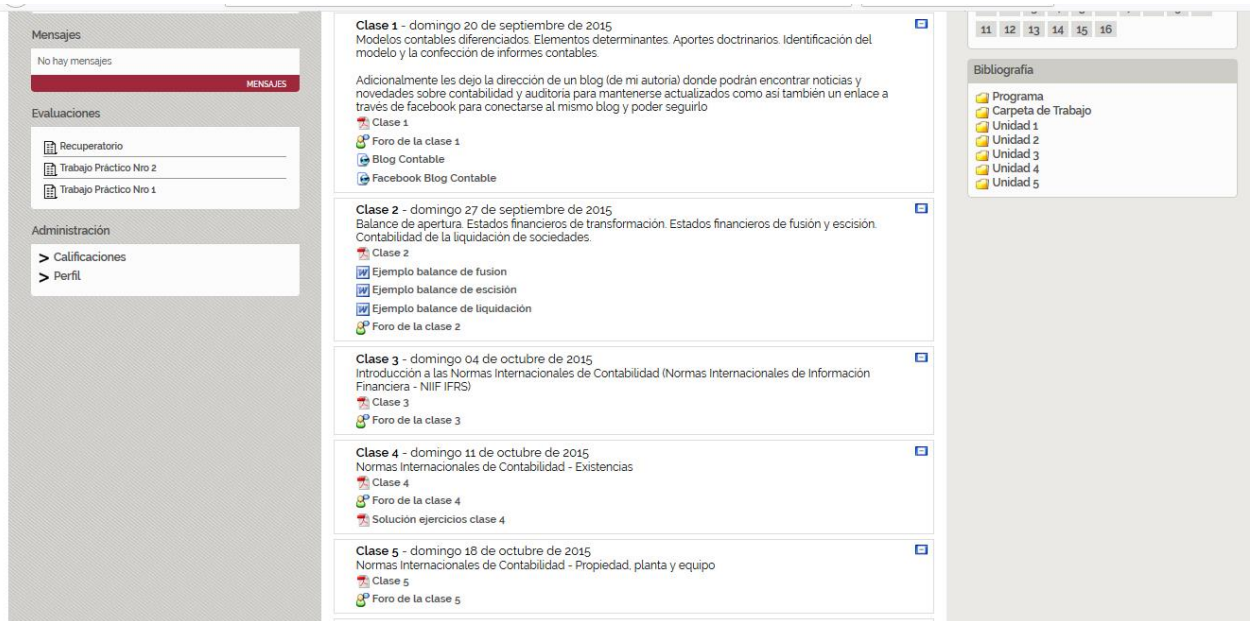 Mensajes
No hay mensajes
MENSAJES
Evaluaciones
Recuperatorio
Trabajo Práctico Nro 2
Trabajo Práctico Nro 1
Administración
> Calificaciones
> Perfil
Clase 1 - domingo 20 de septiembre de 2015
Modelos contables diferenciados. Elementos determinantes. Aportes doctrinarios. Identificación del
modelo y la confección de informes contables.
Adicionalmente les dejo la dirección de un blog (de mi autoria) donde podrán encontrar noticias y
novedades sobre contabilidad y auditoria para mantenerse actualizados como así también un enlace a
través de facebook para conectarse al mismo blog y poder seguirlo
Clase 1
Foro de la clase 1
Blog Contable
Facebook Blog Contable
Clase 2 - domingo 27 de septiembre de 2015
Balance de apertura. Estados financieros de transformación. Estados financieros de fusión y escisión.
Contabilidad de la liquidación de sociedades.
Clase 2
Ejemplo balance de fusion
Ejemplo balance de escisión
Ejemplo balance de liquidación
Foro de la clase 2
Clase 3 - domingo 04 de octubre de 2015
Introducción a las Normas Internacionales de Contabilidad (Normas Internacionales de Información
Financiera - NIIF IFRS)
Clase 3
Foro de la clase 3
Clase 4 - domingo 11 de octubre de 2015
Normas Internacionales de Contabilidad - Existencias
Clase 4
Foro de la clase 4
Solución ejercicios clase 4
Clase 5 - domingo 18 de octubre de 2015
Normas Internacionales de Contabilidad - Propiedad, planta y equipo
Clase 5
Foro de la clase 5
11 12 13 14 15 16
Bibliografía
Programa
Carpeta de Trabajo
Unidad 1
Unidad 2
Unidad 3
Unidad 4
Unidad 5